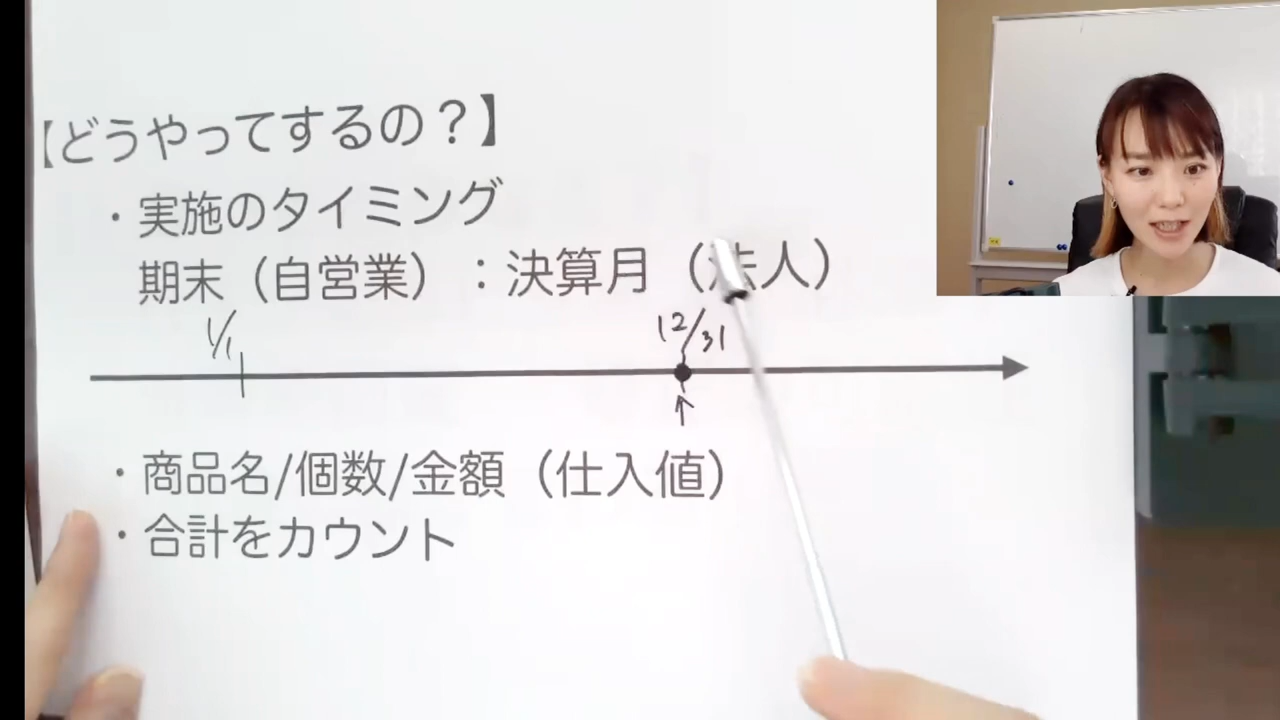 【どうやってするの？】
・実施のタイミング
期末（自営業）：決算月（法人）
1/1
12/31
・商品名/個数/金額（仕入値）
・合計をカウント